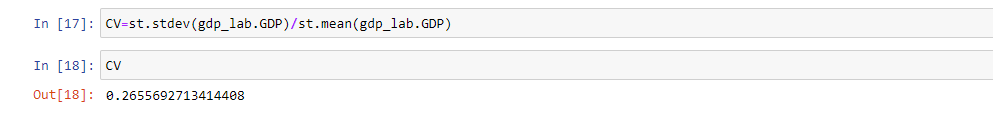 In [17]: CV=st.stdev(gdp_lab.GDP)/st.mean(gdp_lab.GDP)
In [18]: CV
Out[18]: 0.2655692713414408